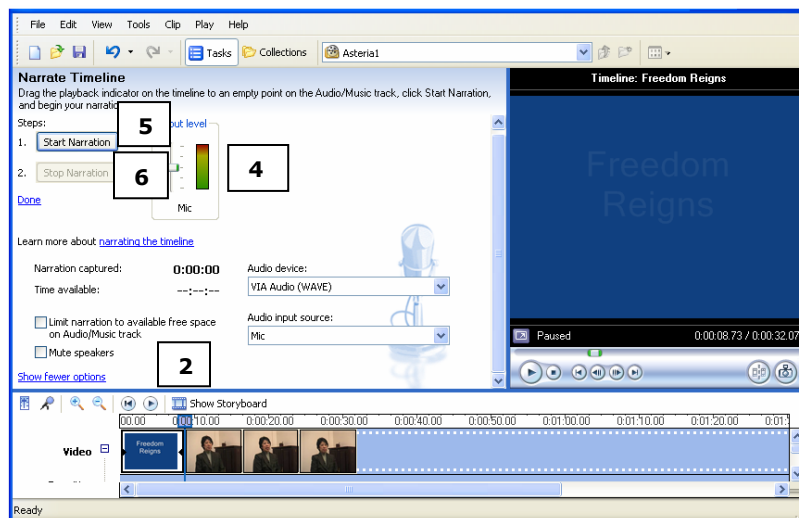 File Edit View Tools Clip Play Help
Tasks Collections Asteria1
Narrate Timeline
Drag the playback indicator on the timeline to an empty point on the Audio/Music track, click Start Narration,
and begin your
Timeline: Freedom Reigns
Steps:
5
level
1. Start Narration
6
4
2. Stop Narration
Done
Mic
Freedom
Reigns
Learn more about narrating the timeline
Narration captured: 0:00:00
Time available: --:--:--
Audio device:
VIA Audio (WAVE)
Limit narration to available free space
on Audio/Music track
Audio input source:
Mic
Mute speakers
2
Show fewer options
Paused 0:00:08.73 / 0:00:32.07
Show Storyboard
00.00 0:00:10.00 0:00:20.00 0:00:30.00 0:00:40.00 0:00:50.00 0:01:00.00 0:01:10.00 0:01:20.00
Video
Freedom
Reigns
Ready